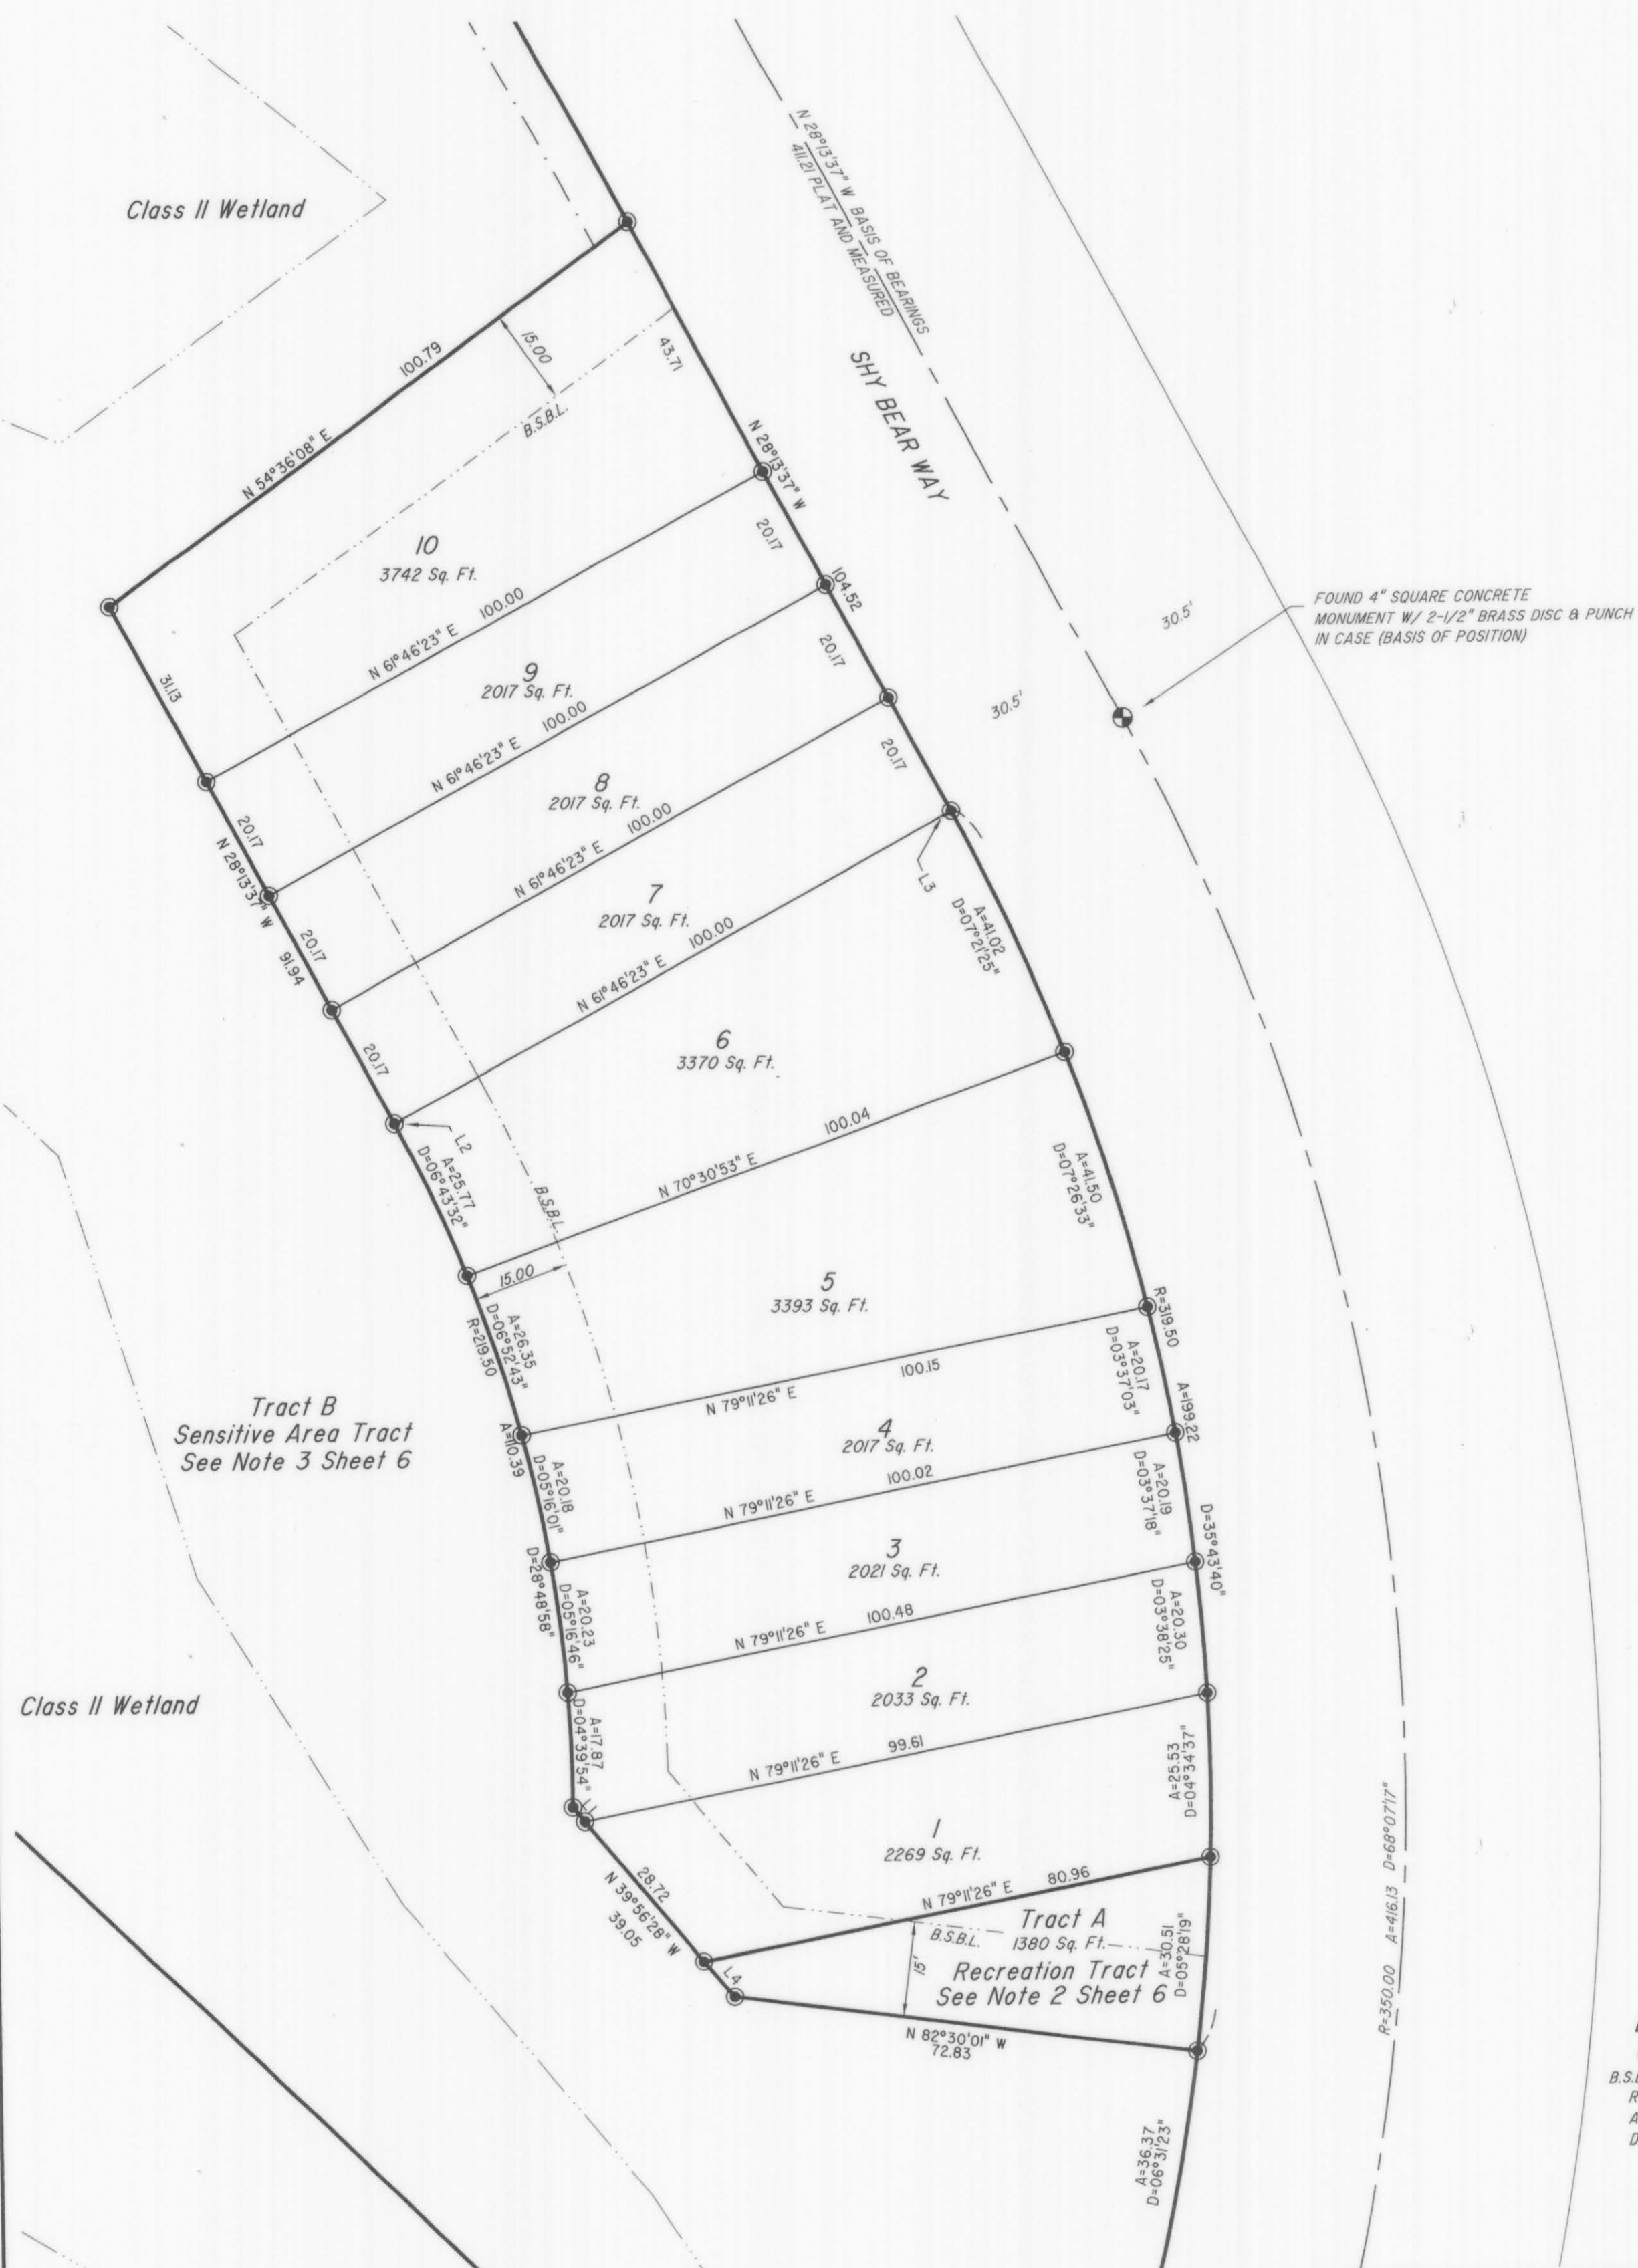 Class II Wetland
N 28°13'37" W BASIS OF BEARINGS
411.21 PLAT AND MEASURED
SHY BEAR WAY
100.79
N 54°36'08" E
15.00
B.S.B.L.
43.71
N 28°13'37" W
20.17
104.52
20.17
20.17
10
3742 Sq. Ft.
100.00
N 61°46'23" E
9
2017 Sq. Ft.
100.00
N 61°46'23" E
8
2017 Sq. Ft.
100.00
N 61°46'23" E
7
2017 Sq. Ft.
100.00
N 61°46'23" E
31.13
20.17
N 28°13'37" W
20.17
91.94
20.17
30.5'
30.5'
FOUND 4" SQUARE CONCRETE
MONUMENT W/ 2-1/2" BRASS DISC & PUNCH
IN CASE (BASIS OF POSITION)
L3
A=41.02
D=07°21'25"
6
3370 Sq. Ft.
100.04
N 70°30'53" E
L2
A=25.77
D=06°43'32"
B.S.B.L.
15.00
A=41.50
D=07°26'33"
5
3393 Sq. Ft.
A=26.35
D=06°52'43"
R=219.50
R=319.50
100.15
N 79°11'26" E
A=20.17
D=03°37'03"
A=199.22
Tract B
Sensitive Area Tract
See Note 3 Sheet 6
A=110.39
4
2017 Sq. Ft.
100.02
N 79°11'26" E
A=20.18
D=05°16'01"
A=20.19
D=03°37'18"
D=35°43'40"
D=28°48'58"
3
2021 Sq. Ft.
100.48
N 79°11'26" E
A=20.23
D=05°16'46"
A=20.30
D=03°38'25"
2
2033 Sq. Ft.
99.61
N 79°11'26" E
A=17.87
D=04°39'54"
A=25.53
D=04°34'37"
Class II Wetland
1
2269 Sq. Ft.
80.96
N 79°11'26" E
28.72
N 39°56'28" W
39.05
L4
Tract A
1380 Sq. Ft.
B.S.B.L.
15'
Recreation Tract
See Note 2 Sheet 6
A=30.51
D=05°28'19"
N 82°30'01" W
72.83
R=350.00 A=416.13 D=68°07'17"
A=36.37
D=06°31'23"
B.S.
R
A
D